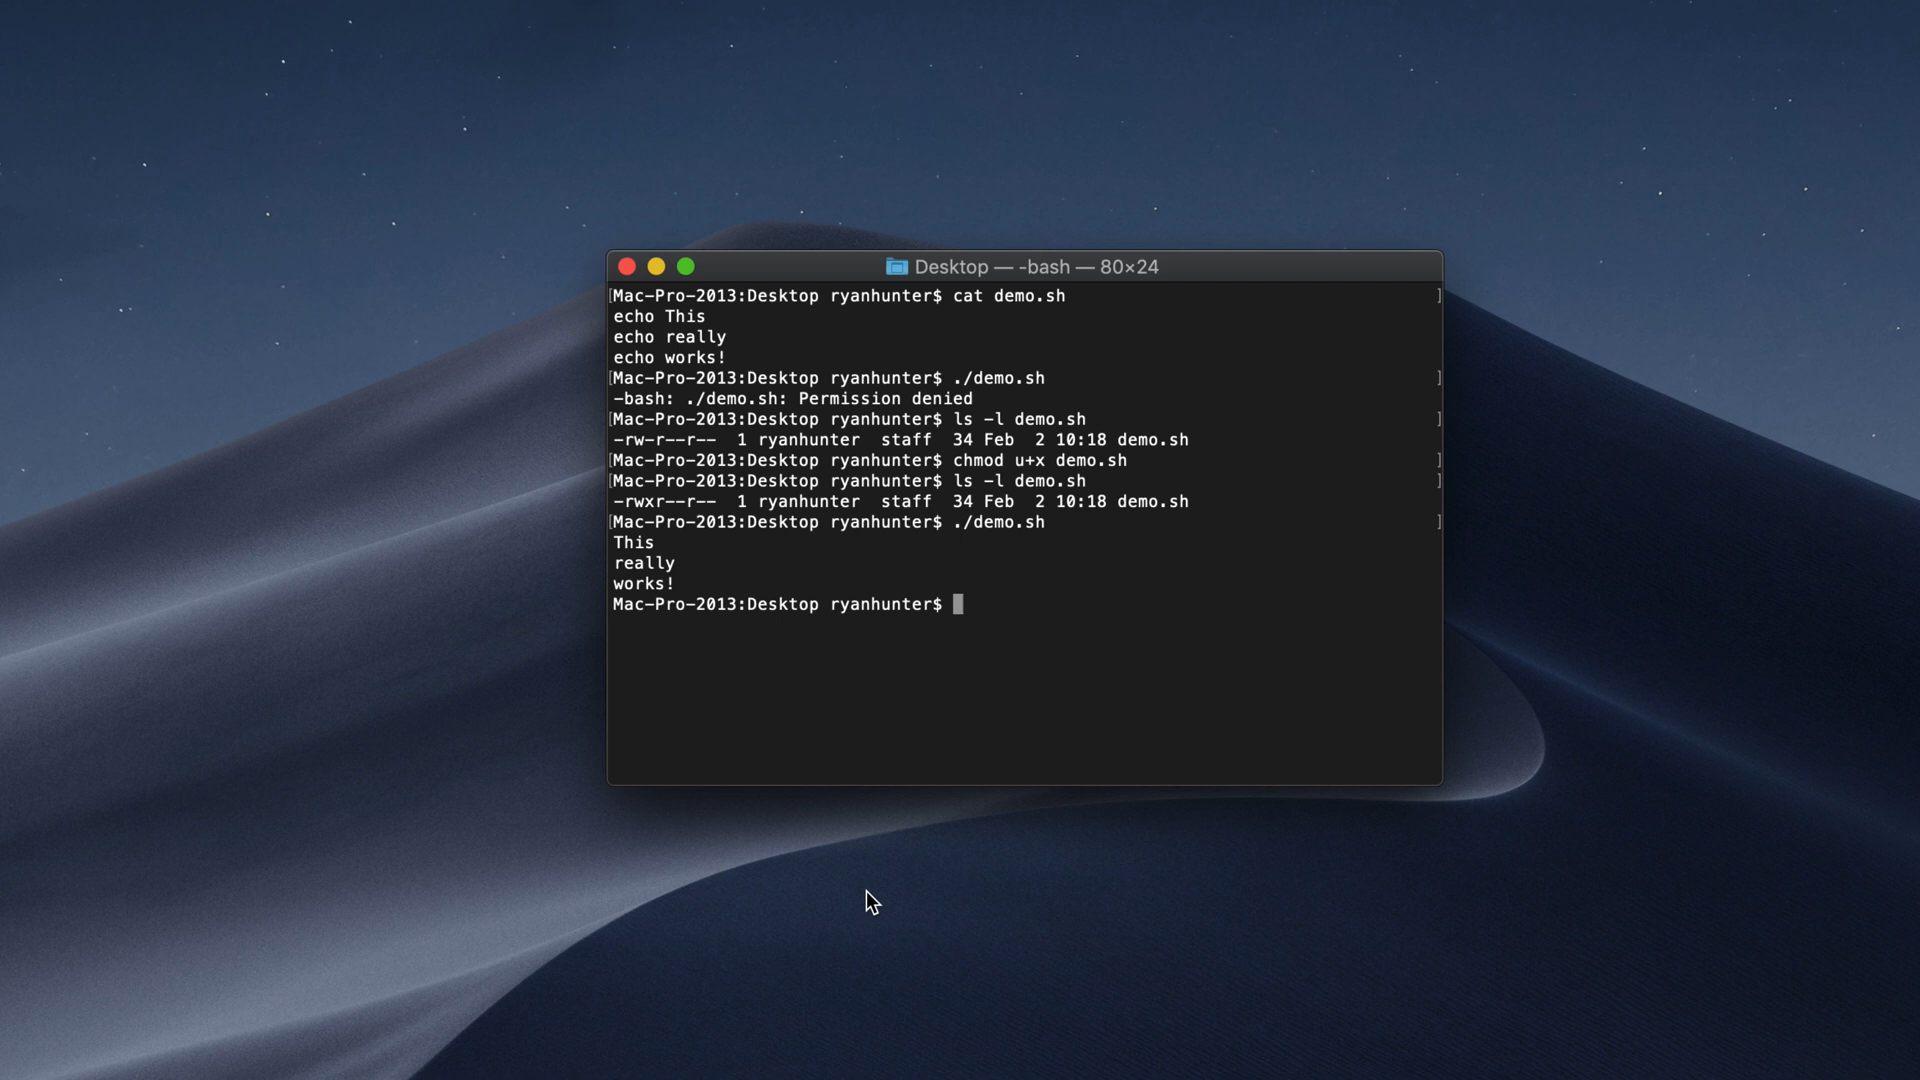 Desktop — -bash — 80×24
[Mac-Pro-2013:Desktop ryanhunter$ cat demo.sh ]
echo This
echo really
echo works!
[Mac-Pro-2013:Desktop ryanhunter$ ./demo.sh ]
-bash: ./demo.sh: Permission denied
[Mac-Pro-2013:Desktop ryanhunter$ ls -l demo.sh ]
-rw-r--r--  1 ryanhunter  staff  34 Feb  2 10:18 demo.sh
[Mac-Pro-2013:Desktop ryanhunter$ chmod u+x demo.sh ]
[Mac-Pro-2013:Desktop ryanhunter$ ls -l demo.sh ]
-rwxr--r--  1 ryanhunter  staff  34 Feb  2 10:18 demo.sh
[Mac-Pro-2013:Desktop ryanhunter$ ./demo.sh ]
This
really
works!
Mac-Pro-2013:Desktop ryanhunter$